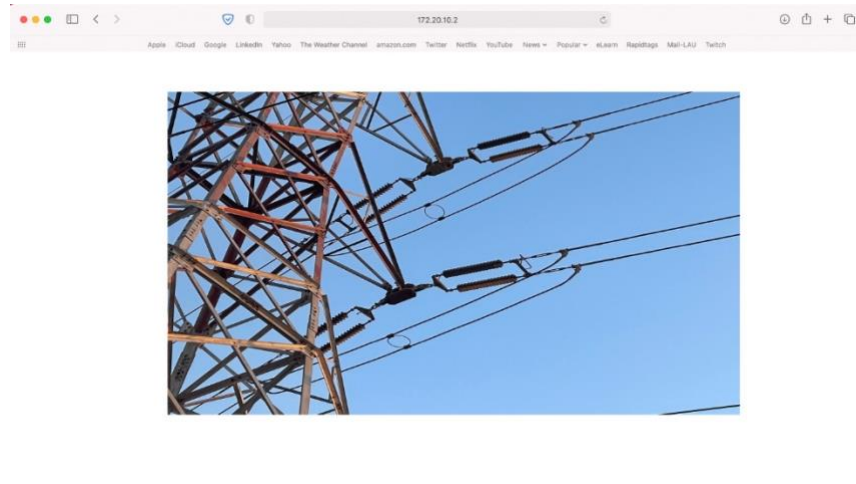 172.20.10.2
Apple iCloud Google LinkedIn Yahoo The Weather Channel amazon.com Twitter Netflix YouTube News Popular eLearn Rapidtags Mail-LAU Twitch